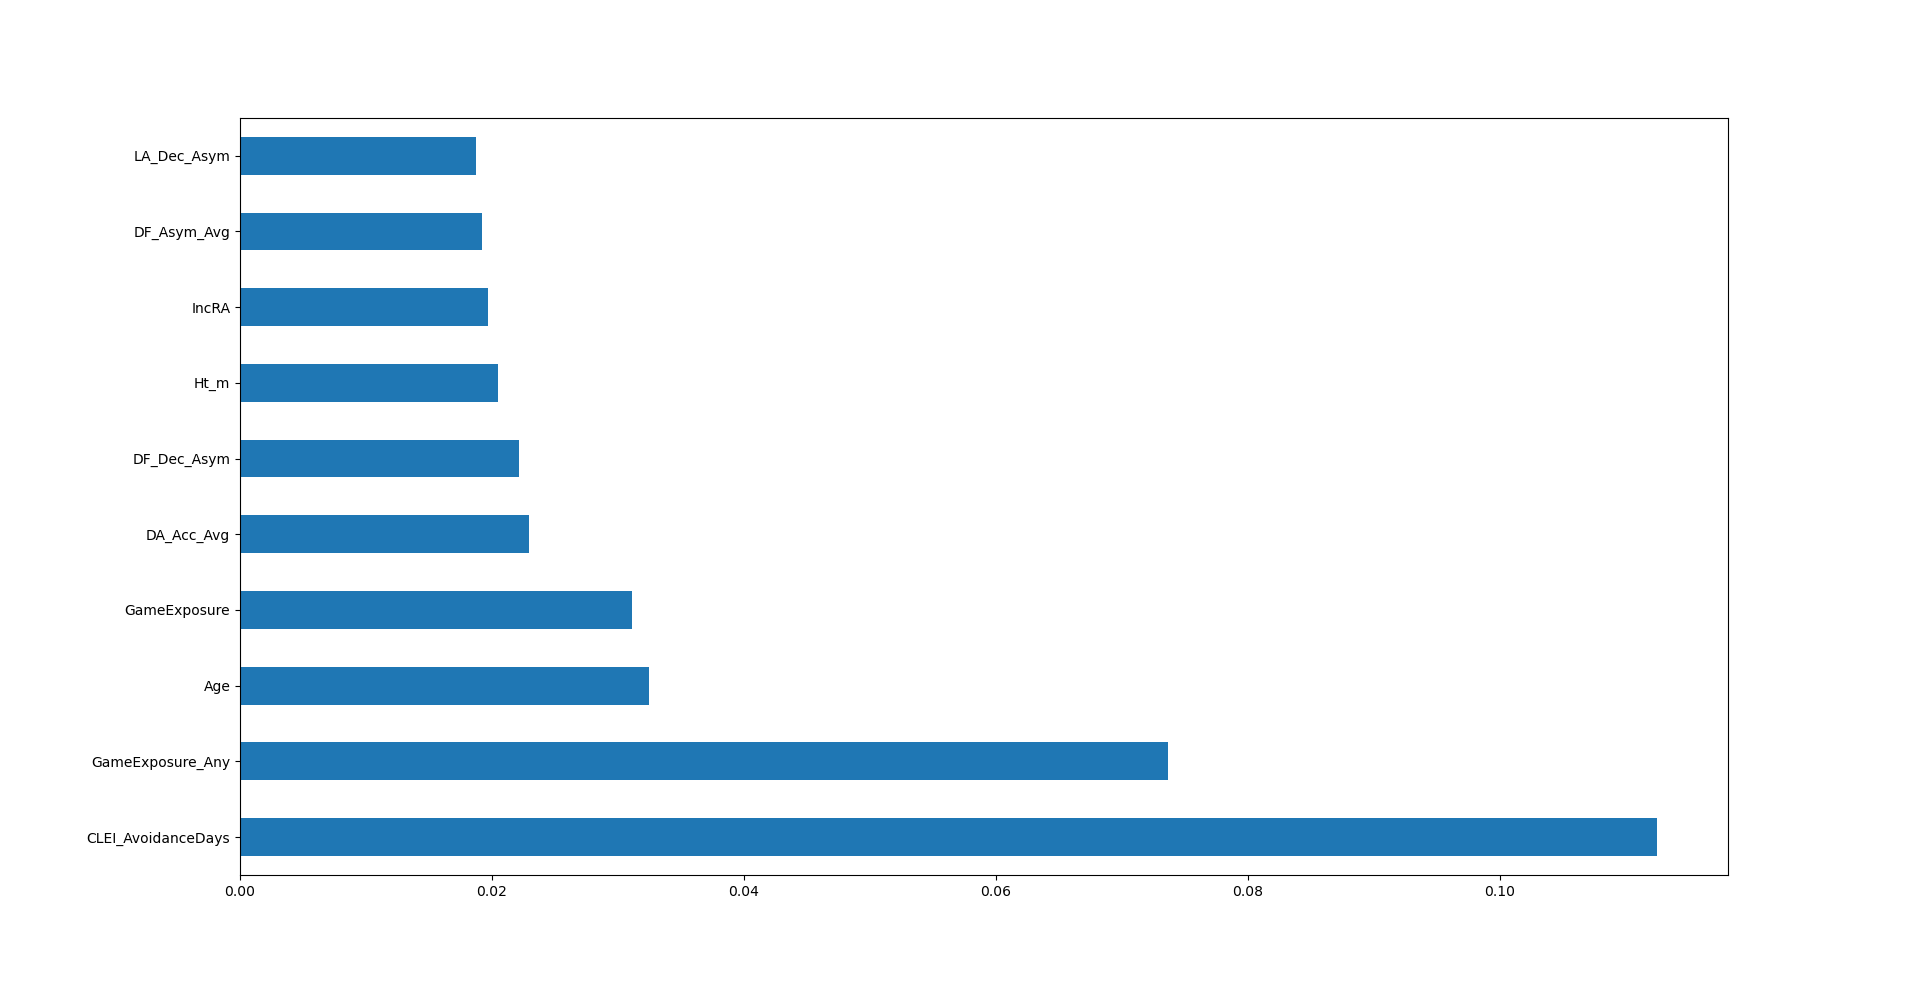 LA_Dec_Asym
DF_Asym_Avg
IncRA
Ht_m
DF_Dec_Asym
DA_Acc_Avg
GameExposure
Age
GameExposure_Any
CLEI_AvoidanceDays
0.00 0.02 0.04 0.06 0.08 0.10